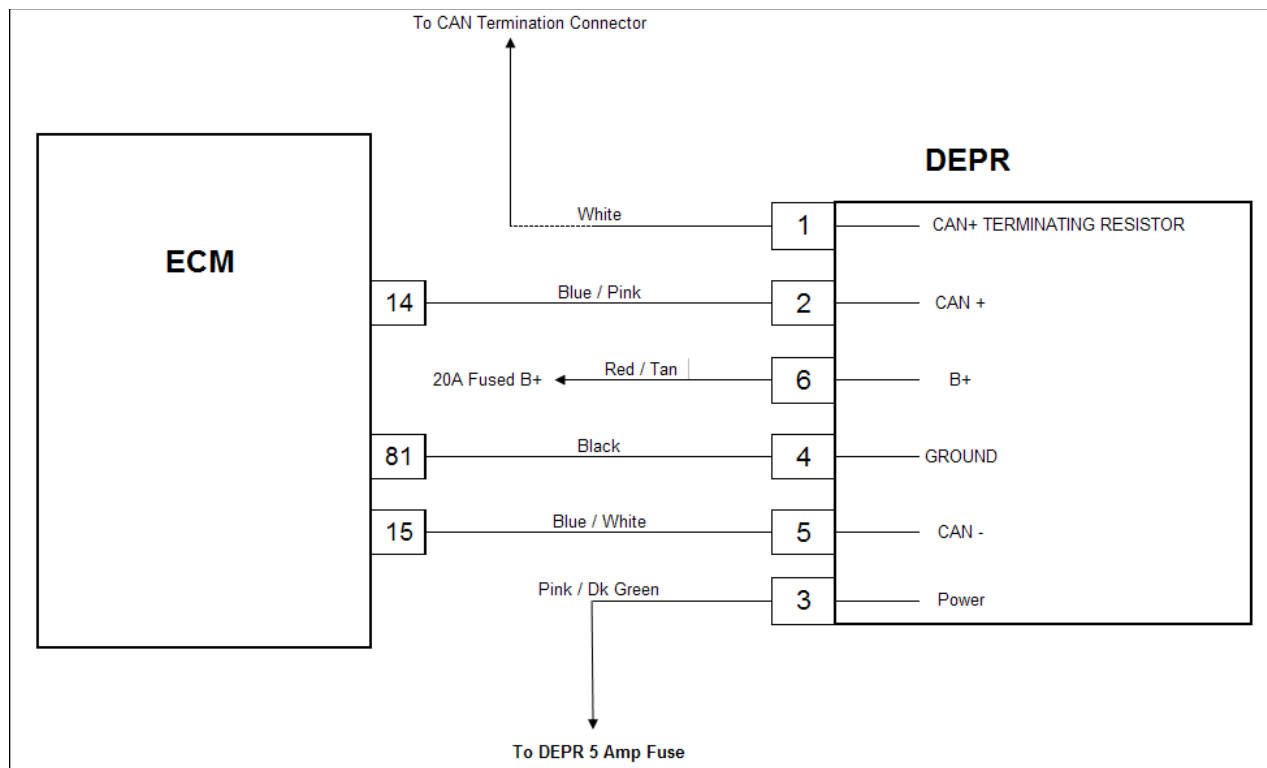 To CAN Termination Connector
DEPR
White
1
CAN+ TERMINATING RESISTOR
ECM
14
Blue / Pink
2
CAN +
20A Fused B+
Red / Tan
6
B+
81
Black
4
GROUND
15
Blue / White
5
CAN -
Pink / Dk Green
3
Power
To DEPR 5 Amp Fuse